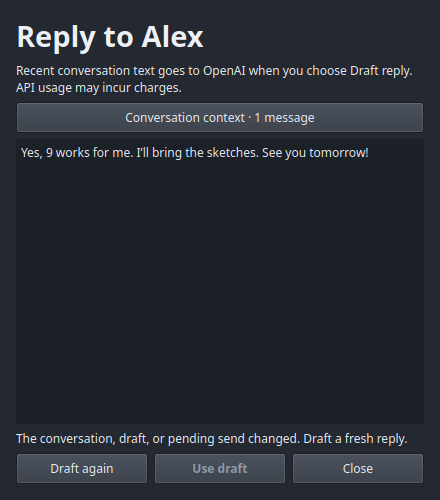 Reply to Alex
Recent conversation text goes to OpenAI when you choose Draft reply.
API usage may incur charges.
Conversation context · 1 message
Yes, 9 works for me. I’ll bring the sketches. See you tomorrow!
The conversation, draft, or pending send changed. Draft a fresh reply.
Draft again
Use draft
Close